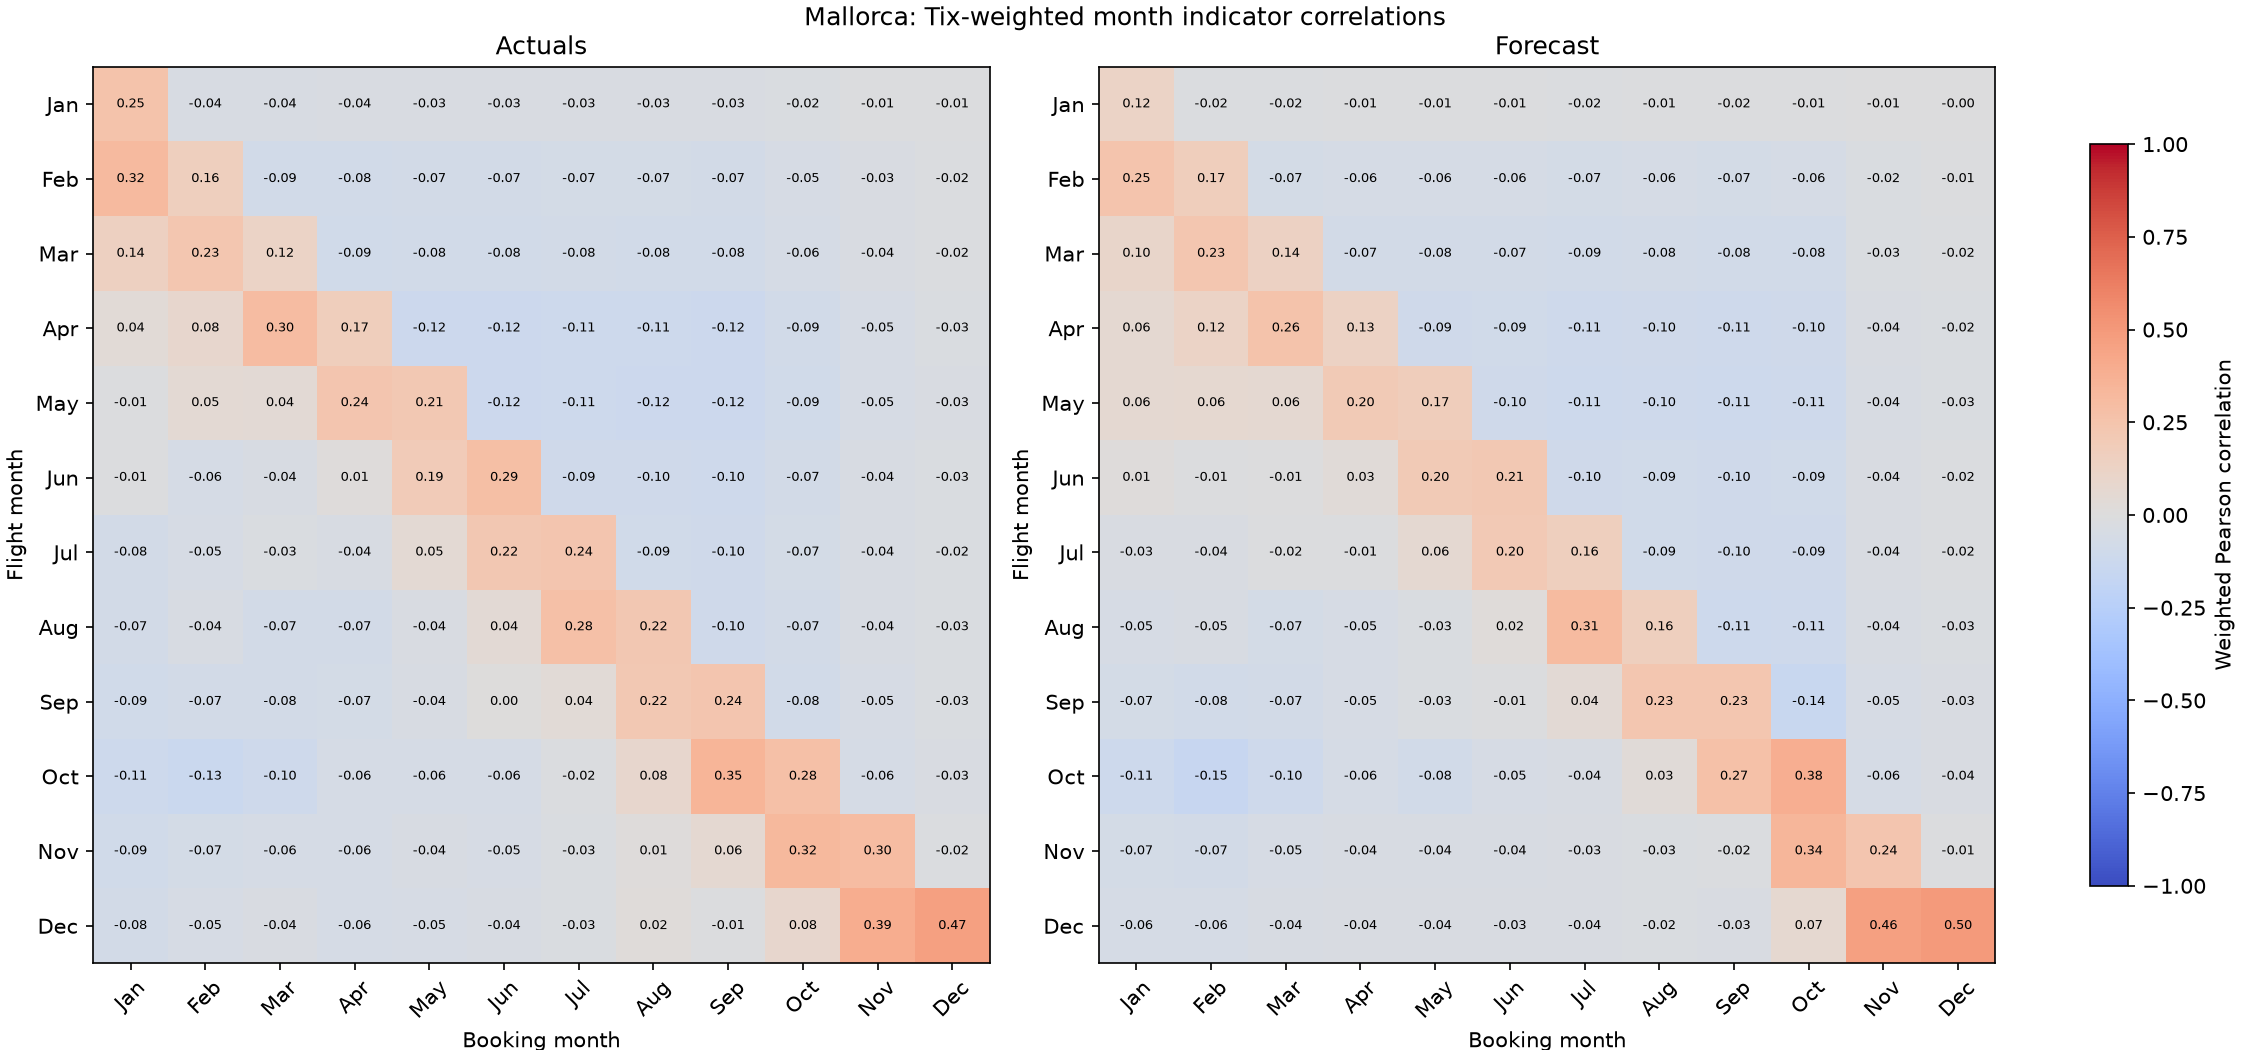 Mallorca: Tix-weighted month indicator correlations
Actuals
Flight month
Jan 0.25 -0.04 -0.04 -0.04 -0.03 -0.03 -0.03 -0.03 -0.03 -0.02 -0.01 -0.01
Feb 0.32 0.16 -0.09 -0.08 -0.07 -0.07 -0.07 -0.07 -0.07 -0.05 -0.03 -0.02
Mar 0.14 0.23 0.12 -0.09 -0.08 -0.08 -0.08 -0.08 -0.08 -0.06 -0.04 -0.02
Apr 0.04 0.08 0.30 0.17 -0.12 -0.12 -0.11 -0.11 -0.12 -0.09 -0.05 -0.03
May -0.01 0.05 0.04 0.24 0.21 -0.12 -0.11 -0.12 -0.12 -0.09 -0.05 -0.03
Jun -0.01 -0.06 -0.04 0.01 0.19 0.29 -0.09 -0.10 -0.10 -0.07 -0.04 -0.03
Jul -0.08 -0.05 -0.03 -0.04 0.05 0.22 0.24 -0.09 -0.10 -0.07 -0.04 -0.02
Aug -0.07 -0.04 -0.07 -0.07 -0.04 0.04 0.28 0.22 -0.10 -0.07 -0.04 -0.03
Sep -0.09 -0.07 -0.08 -0.07 -0.04 0.00 0.04 0.22 0.24 -0.08 -0.05 -0.03
Oct -0.11 -0.13 -0.10 -0.06 -0.06 -0.06 -0.02 0.08 0.35 0.28 -0.06 -0.03
Nov -0.09 -0.07 -0.06 -0.06 -0.04 -0.05 -0.03 0.01 0.06 0.32 0.30 -0.02
Dec -0.08 -0.05 -0.04 -0.06 -0.05 -0.04 -0.03 0.02 -0.01 0.08 0.39 0.47
Jan Feb Mar Apr May Jun Jul Aug Sep Oct Nov Dec
Booking month
Forecast
Flight month
Jan 0.12 -0.02 -0.02 -0.01 -0.01 -0.01 -0.02 -0.01 -0.02 -0.01 -0.01 -0.00
Feb 0.25 0.17 -0.07 -0.06 -0.06 -0.06 -0.07 -0.06 -0.07 -0.06 -0.02 -0.01
Mar 0.10 0.23 0.14 -0.07 -0.08 -0.07 -0.09 -0.08 -0.08 -0.08 -0.03 -0.02
Apr 0.06 0.12 0.26 0.13 -0.09 -0.09 -0.11 -0.10 -0.11 -0.10 -0.04 -0.02
May 0.06 0.06 0.06 0.20 0.17 -0.10 -0.11 -0.10 -0.11 -0.11 -0.04 -0.03
Jun 0.01 -0.01 -0.01 0.03 0.20 0.21 -0.10 -0.09 -0.10 -0.09 -0.04 -0.02
Jul -0.03 -0.04 -0.02 -0.01 0.06 0.20 0.16 -0.09 -0.10 -0.09 -0.04 -0.02
Aug -0.05 -0.05 -0.07 -0.05 -0.03 0.02 0.31 0.16 -0.11 -0.11 -0.04 -0.03
Sep -0.07 -0.08 -0.07 -0.05 -0.03 -0.01 0.04 0.23 0.23 -0.14 -0.05 -0.03
Oct -0.11 -0.15 -0.10 -0.06 -0.08 -0.05 -0.04 0.03 0.27 0.38 -0.06 -0.04
Nov -0.07 -0.07 -0.05 -0.04 -0.04 -0.04 -0.03 -0.03 -0.02 0.34 0.24 -0.01
Dec -0.06 -0.06 -0.04 -0.04 -0.04 -0.03 -0.04 -0.02 -0.03 0.07 0.46 0.50
Jan Feb Mar Apr May Jun Jul Aug Sep Oct Nov Dec
Booking month
1.00
0.75
0.50
0.25
0.00
−0.25
−0.50
−0.75
−1.00
Weighted Pearson correlation